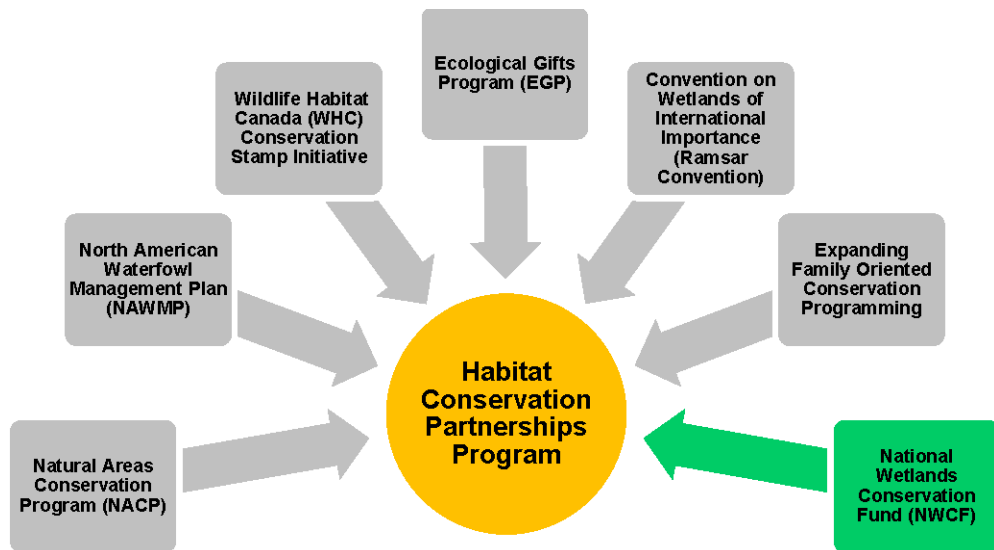 Ecological Gifts
Program (EGP)
Wildlife Habitat
Canada (WHC)
Conservation
Stamp Initiative
Convention on
Wetlands of
International
Importance
(Ramsar
Convention)
North American
Waterfowl
Management Plan
(NAWMP)
Expanding
Family Oriented
Conservation
Programming
Habitat
Conservation
Partnerships
Program
Natural Areas
Conservation
Program (NACP)
National
Wetlands
Conservation
Fund (NWCF)